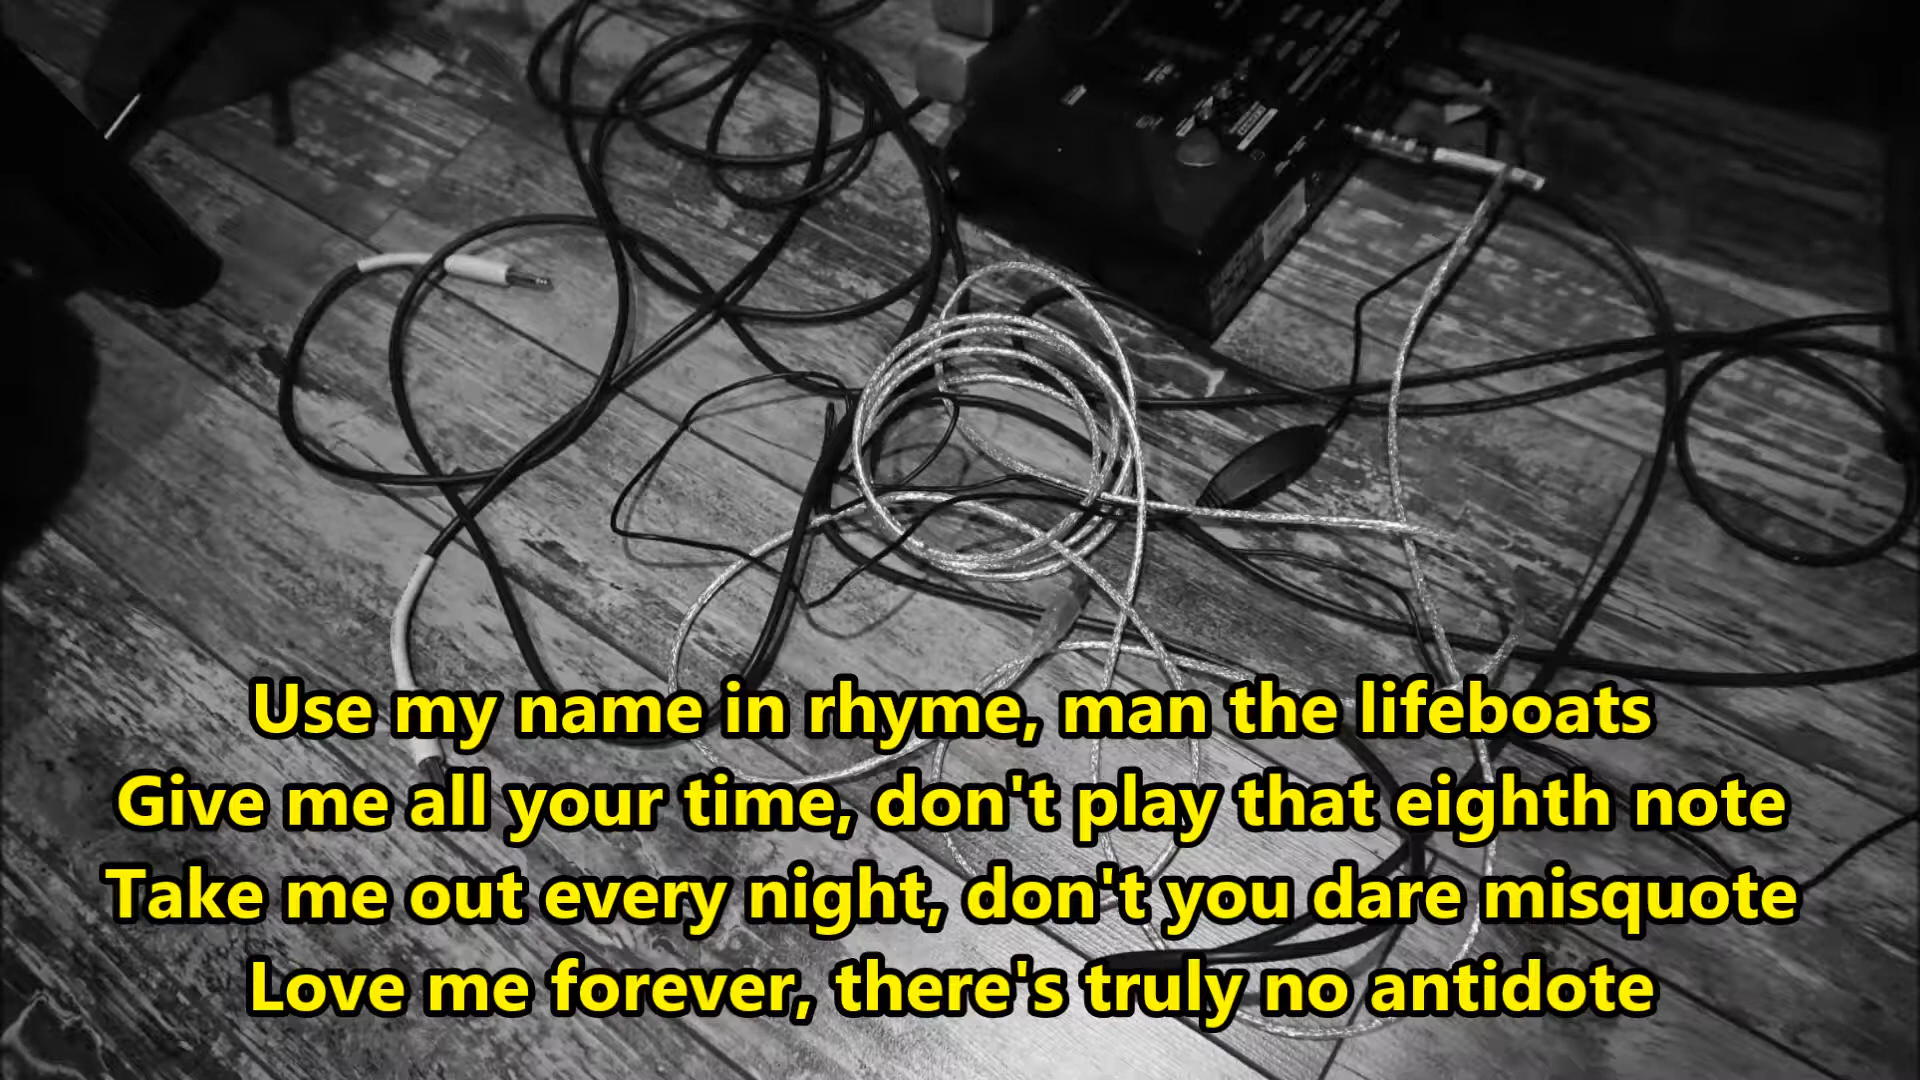 Use my name in rhyme, man the lifeboats
Give me all your time, don't play that eighth note
Take me out every night, don't you dare misquote
Love me forever, there's truly no antidote